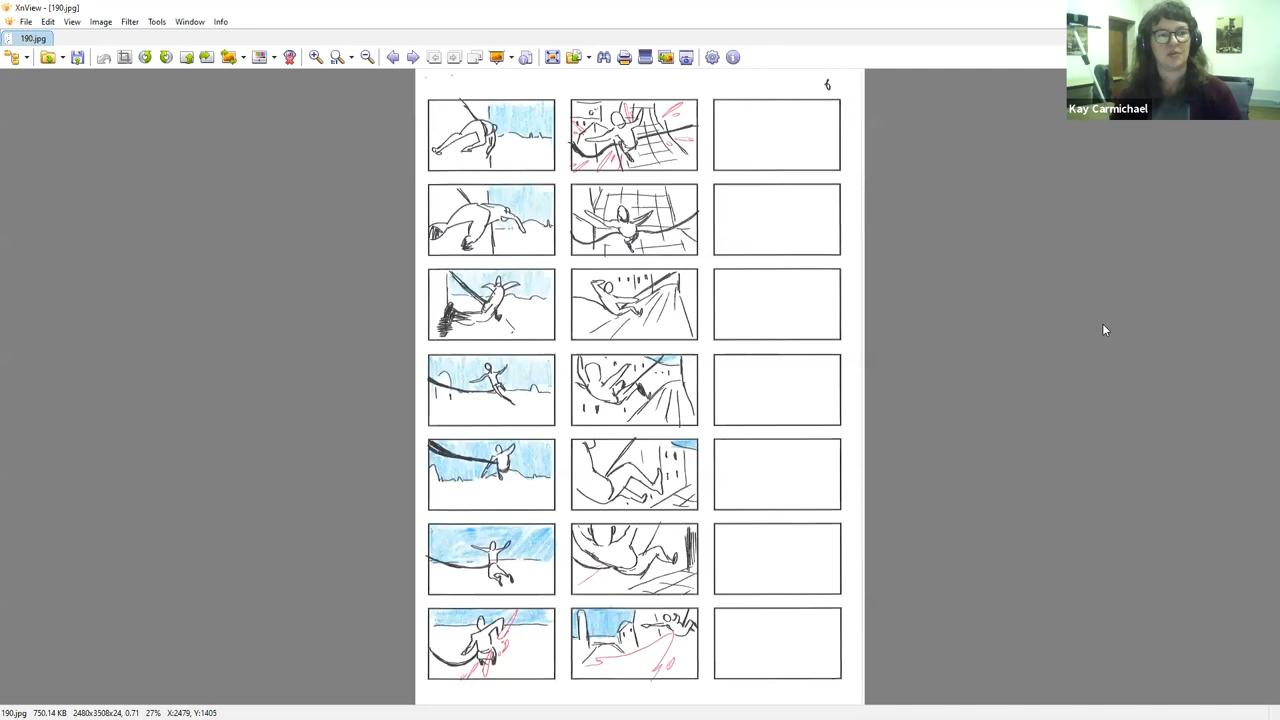 XnView - [190.jpg]
File Edit View Image Filter Tools Window Info
190.jpg
Kay Carmichael
6
190.jpg 750.14 KB 2480x3508x24, 0.71 27% X:2479, Y:1405